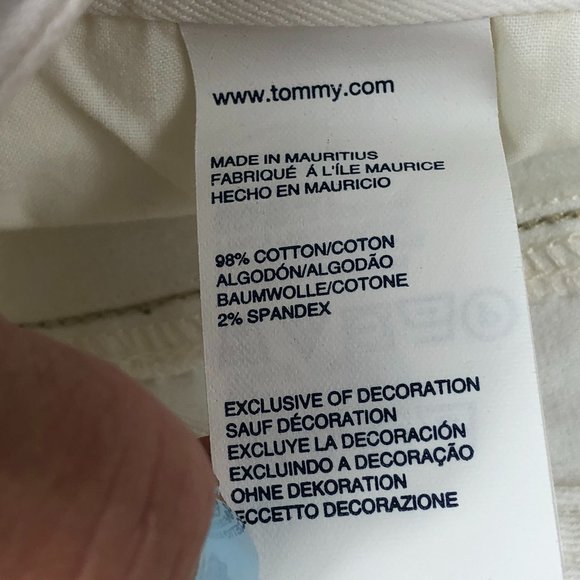 www.tommy.com
MADE IN MAURITIUS
FABRIQUÉ Á L'ÎLE MAURICE
HECHO EN MAURICIO
98% COTTON/COTON
ALGODÓN/ALGODÃO
BAUMWOLLE/COTONE
2% SPANDEX
EXCLUSIVE OF DECORATION
SAUF DÉCORATION
EXCLUYE LA DECORACIÓN
EXCLUINDO A DECORAÇÃO
OHNE DEKORATION
ECCETTO DECORAZIONE